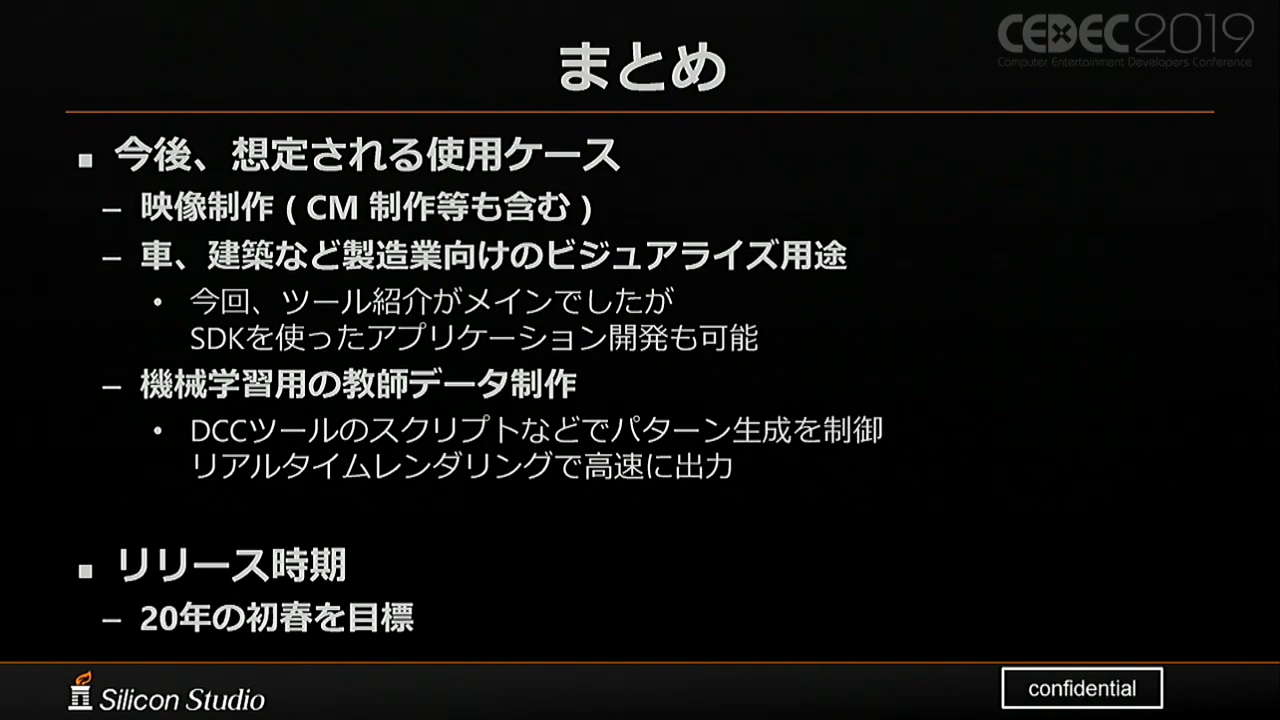 CEDEC2019
Computer Entertainment Developers Conference
まとめ
■ 今後、想定される使用ケース
– 映像制作 ( CM 制作等も含む )
– 車、建築など製造業向けのビジュアライズ用途
• 今回、ツール紹介がメインでしたが
SDKを使ったアプリケーション開発も可能
– 機械学習用の教師データ制作
• DCCツールのスクリプトなどでパターン生成を制御
リアルタイムレンダリングで高速に出力
■ リリース時期
– 20年の初春を目標
Silicon Studio
confidential